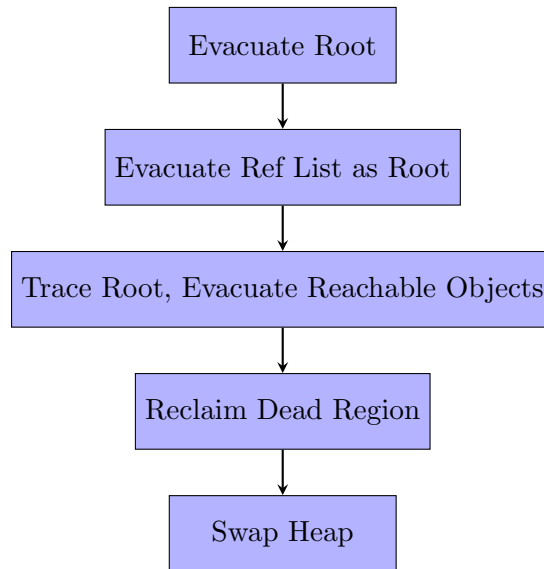 Evacuate Root
Evacuate Ref List as Root
Trace Root, Evacuate Reachable Objects
Reclaim Dead Region
Swap Heap